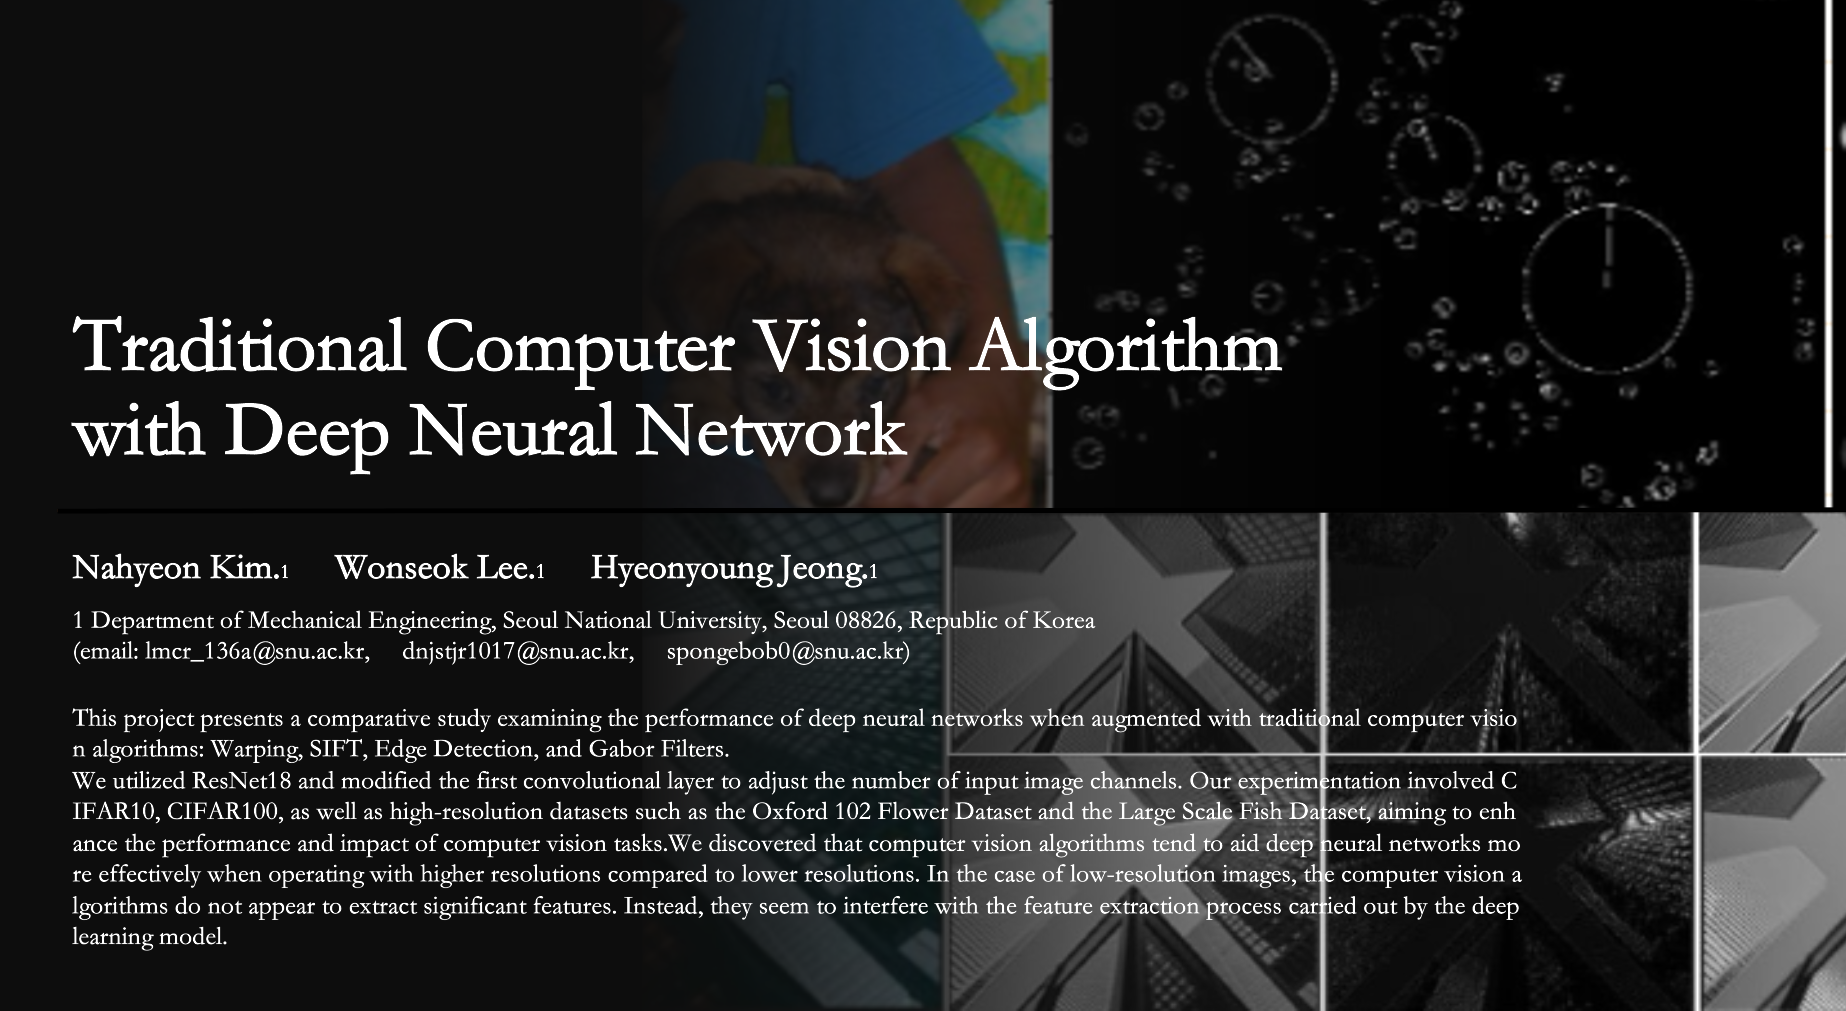 Traditional Computer Vision Algorithm
with Deep Neural Network
Nahyeon Kim.1 Wonseok Lee.1 Hyeonyoung Jeong.1
1 Department of Mechanical Engineering, Seoul National University, Seoul 08826, Republic of Korea
(email: lmcr_136a@snu.ac.kr, dnjstjr1017@snu.ac.kr, spongebob0@snu.ac.kr)
This project presents a comparative study examining the performance of deep neural networks when augmented with traditional computer visio
n algorithms: Warping, SIFT, Edge Detection, and Gabor Filters.
We utilized ResNet18 and modified the first convolutional layer to adjust the number of input image channels. Our experimentation involved C
IFAR10, CIFAR100, as well as high-resolution datasets such as the Oxford 102 Flower Dataset and the Large Scale Fish Dataset, aiming to enh
ance the performance and impact of computer vision tasks.We discovered that computer vision algorithms tend to aid deep neural networks mo
re effectively when operating with higher resolutions compared to lower resolutions. In the case of low-resolution images, the computer vision a
lgorithms do not appear to extract significant features. Instead, they seem to interfere with the feature extraction process carried out by the deep
learning model.